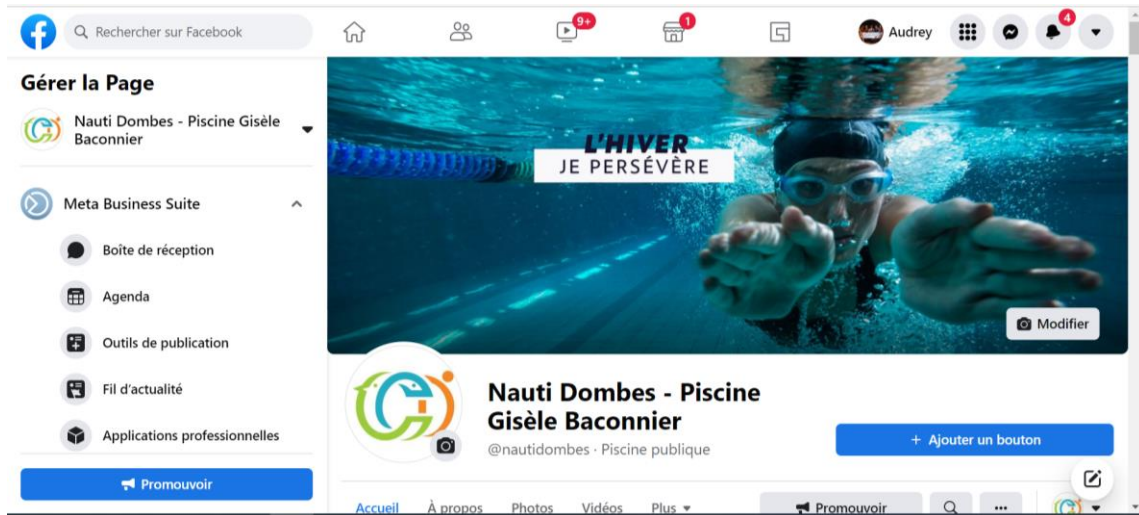 Rechercher sur Facebook
9+
1
Audrey
4
Gérer la Page
Nauti Dombes - Piscine Gisèle
Baconnier
Meta Business Suite
Boîte de réception
Agenda
Outils de publication
Fil d'actualité
Applications professionnelles
Promouvoir
L'HIVER
JE PERSÉVÈRE
Modifier
Nauti Dombes - Piscine
Gisèle Baconnier
@nautidombes · Piscine publique
+ Ajouter un bouton
Accueil À propos Photos Vidéos Plus
Promouvoir